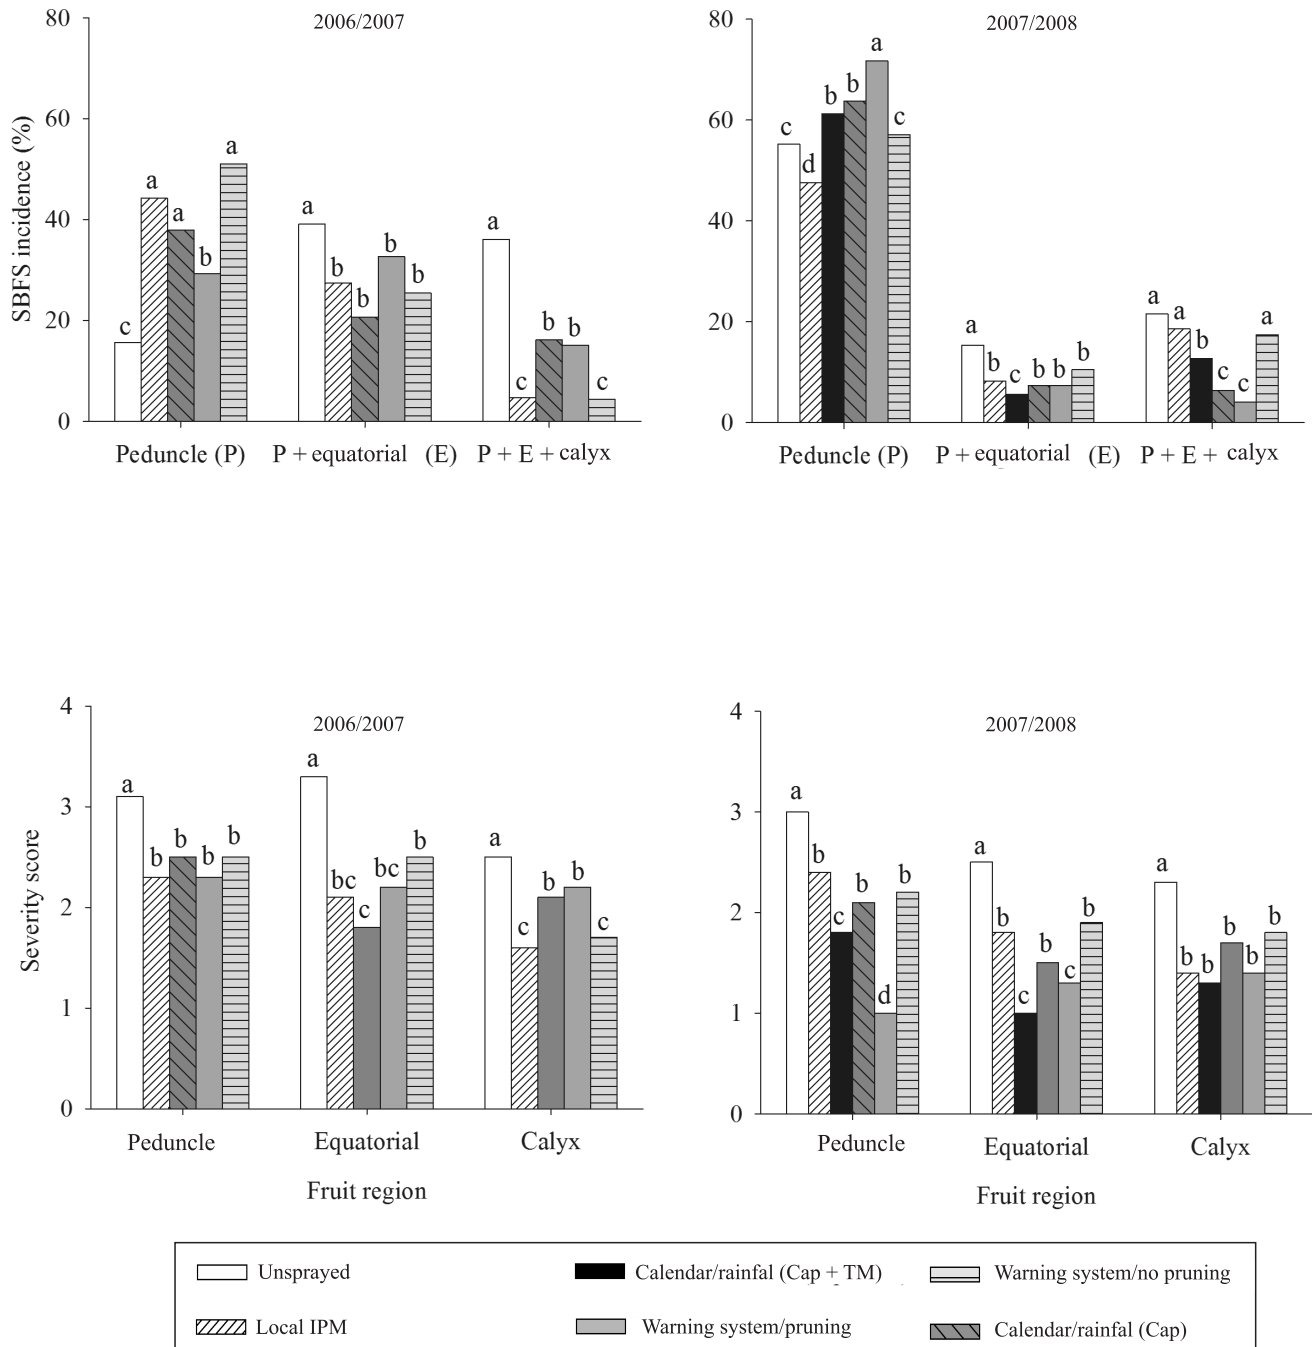 2006/2007
SBFS incidence (%)
80
60
40
20
0
c a a b a
a b b b b
a c b b c
Peduncle (P) P + equatorial (E) P + E + calyx
2007/2008
80
60
40
20
0
c d b b a c
a b c b b b
a a b c c a
Peduncle (P) P + equatorial (E) P + E + calyx
2006/2007
Severity score
4
3
2
1
0
a b b b b
a bc c bc b
a c b b c
Peduncle Equatorial Calyx
Fruit region
2007/2008
4
3
2
1
0
a b c b d b
a b c b c b
a b b b b b
Peduncle Equatorial Calyx
Fruit region
Unsprayed Calendar/rainfal (Cap + TM) Warning system/no pruning
Local IPM Warning system/pruning Calendar/rainfal (Cap)